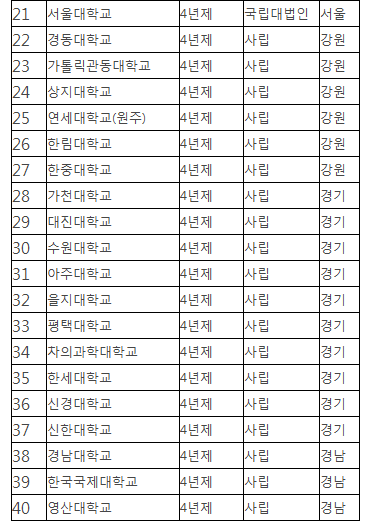 21 서울대학교 4년제 국립대법인 서울
22 경동대학교 4년제 사립 강원
23 가톨릭관동대학교 4년제 사립 강원
24 상지대학교 4년제 사립 강원
25 연세대학교(원주) 4년제 사립 강원
26 한림대학교 4년제 사립 강원
27 한중대학교 4년제 사립 강원
28 가천대학교 4년제 사립 경기
29 대진대학교 4년제 사립 경기
30 수원대학교 4년제 사립 경기
31 아주대학교 4년제 사립 경기
32 을지대학교 4년제 사립 경기
33 평택대학교 4년제 사립 경기
34 차의과학대학교 4년제 사립 경기
35 한세대학교 4년제 사립 경기
36 신경대학교 4년제 사립 경기
37 신한대학교 4년제 사립 경기
38 경남대학교 4년제 사립 경남
39 한국국제대학교 4년제 사립 경남
40 영산대학교 4년제 사립 경남